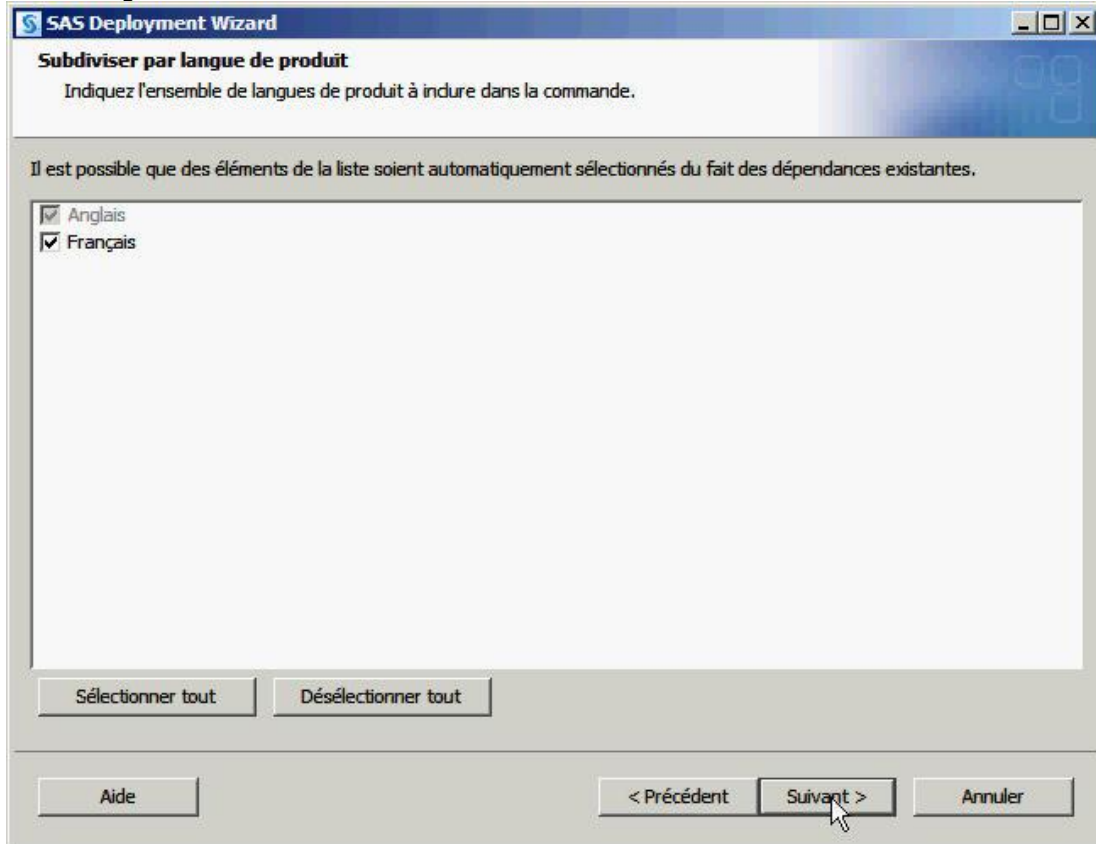 SAS Deployment Wizard
Subdiviser par langue de produit
Indiquez l'ensemble de langues de produit à inclure dans la commande.
Il est possible que des éléments de la liste soient automatiquement sélectionnés du fait des dépendances existantes.
Anglais
Français
Sélectionner tout
Désélectionner tout
Aide
< Précédent
Suivant >
Annuler